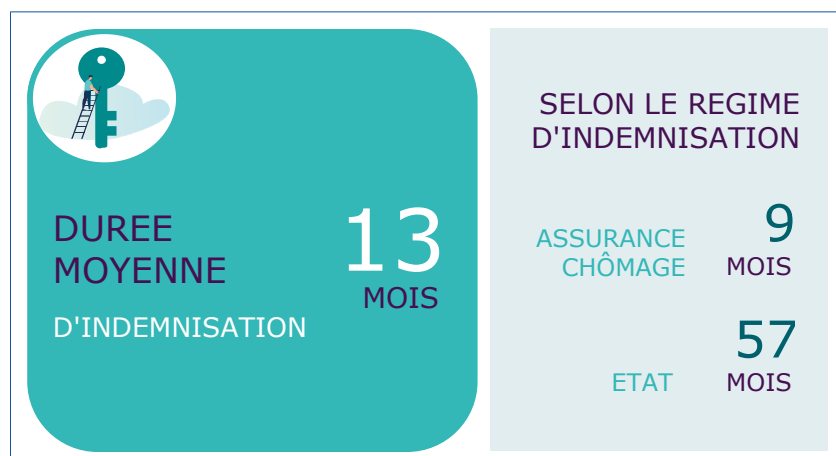 DUREE
MOYENNE
D'INDEMNISATION
13
MOIS
SELON LE REGIME
D'INDEMNISATION
ASSURANCE
CHÔMAGE
9
MOIS
ETAT
57
MOIS